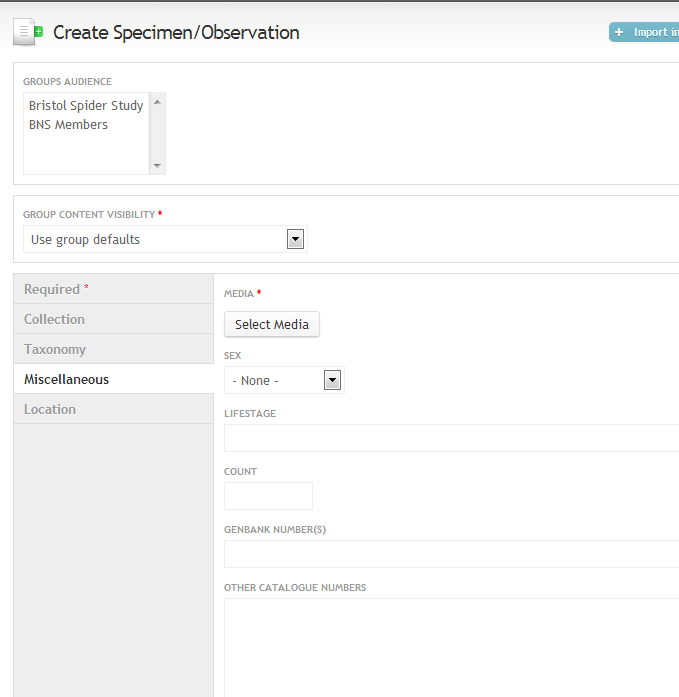 Create Specimen/Observation
+ Import in
GROUPS AUDIENCE
Bristol Spider Study
BNS Members
GROUP CONTENT VISIBILITY *
Use group defaults
Required *
Collection
Taxonomy
Miscellaneous
Location
MEDIA *
Select Media
SEX
- None -
LIFESTAGE
COUNT
GENBANK NUMBER(S)
OTHER CATALOGUE NUMBERS